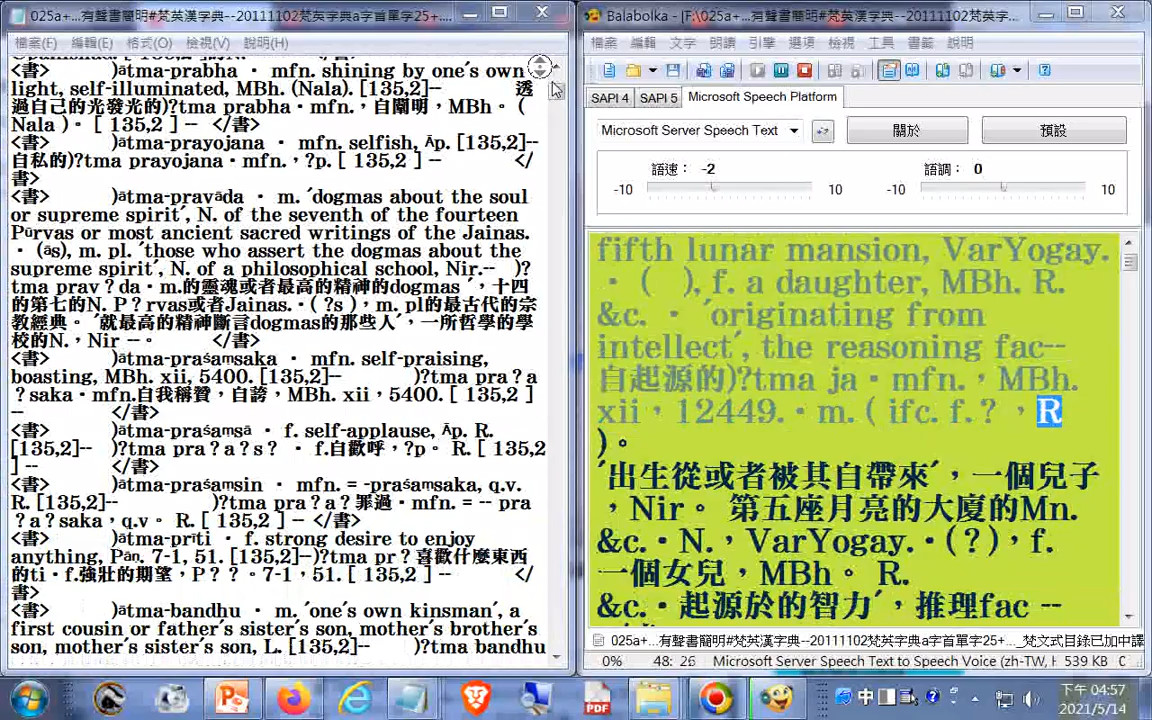 025a+...有聲書簡明#梵英漢字典--20111102梵英字典a字首單字25+...
檔案(F) 編輯(E) 格式(O) 檢視(V) 說明(H)
<書> )ātma-prabha · mfn. shining by one's own
light, self-illuminated, MBh. (Nala). [135,2]-- 透
過自己的光發光的)?tma prabha·mfn.，自闡明，MBh。(
Nala )。[ 135,2 ] -- </書>
<書> )ātma-prayojana · mfn. selfish, Āp. [135,2]--
自私的)?tma prayojana·mfn.，?p. [ 135,2 ] -- </
書>
<書> )ātma-pravāda · m. 'dogmas about the soul
or supreme spirit', N. of the seventh of the fourteen
Pūrvas or most ancient sacred writings of the Jainas.
· (ās), m. pl. 'those who assert the dogmas about the
supreme spirit', N. of a philosophical school, Nir.-- )?
tma prav？da·m.的靈魂或者最高的精神的dogmas'，十四
的第七的N. P？rvas或者Jainas.·(?s)，m. pl的最古代的宗
教經典。'就最高的精神斷言dogmas的那些人'，一所哲學的學
校的N.，Nir --。 </書>
<書> )ātma-praśaṃsaka · mfn. self-praising,
boasting, MBh. xii, 5400. [135,2]-- )?tma pra?a
?saka·mfn.自我稱贊，自誇，MBh. xii，5400. [ 135,2 ]
-- </書>
<書> )ātma-praśaṃsā · f. self-applause, Āp. R.
[135,2]-- )?tma pra?a?s? · f.自歡呼，?p。 R. [ 135,2
] -- </書>
<書> )ātma-praśaṃsin · mfn. = -praśaṃsaka, q.v.
R. [135,2]-- )?tma pra?a?罪過·mfn. = -- pra
?a?saka，q.v。 R. [ 135,2 ] -- </書>
<書> )ātma-prīti · f. strong desire to enjoy
anything, Pāṇ. 7-1, 51. [135,2]--)?tma pr?喜歡什麼東西
的ti·f.強壯的期望，P??。7-1，51. [ 135,2 ] -- </
書>
<書> )ātma-bandhu · m. 'one's own kinsman', a
first cousin or father's sister's son, mother's brother's
son, mother's sister's son, L. [135,2]-- )?tma bandhu
Balabolka - [F:\025a+...有聲書簡明#梵英漢字典--20111102梵英字...
檔案 編輯 文字 朗讀 引擎 選項 檢視 工具 書籤 說明
SAPI 4 SAPI 5 Microsoft Speech Platform
Microsoft Server Speech Text 關於 預設
語速： -2 語調： 0
-10 10 -10 10
fifth lunar mansion, VarYogay.
· ( ), f. a daughter, MBh. R.
&c. · 'originating from
intellect', the reasoning fac--
自起源的)?tma ja·mfn.，MBh.
xii，12449.·m. ( ifc. f.?，R
)。
'出生從或者被其自帶來'，一個兒子
，Nir。 第五座月亮的大廈的Mn.
&c.·N.，VarYogay.·(?)，f.
一個女兒，MBh。 R.
&c.·起源於的智力'，推理fac --
025a+...有聲書簡明#梵英漢字典--20111102梵英字典a字首單字25+..._梵文式目錄已加中譯
0% 48: 26 Microsoft Server Speech Text to Speech Voice (zh-TW, H 539 KB
中
下午 04:57
2021/5/14